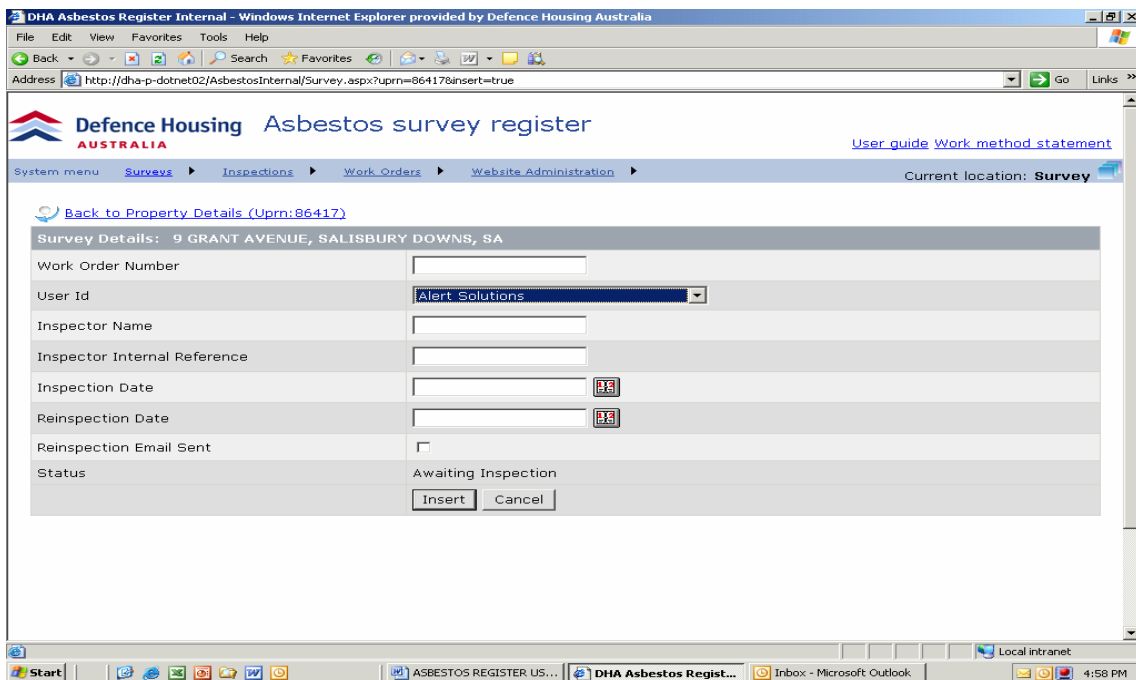 DHA Asbestos Register Internal - Windows Internet Explorer provided by Defence Housing Australia
File Edit View Favorites Tools Help
Back Search Favorites
Address http://dha-p-dotnet02/AsbestosInternal/Survey.aspx?uprn=86417&insert=true Go Links »
Defence Housing Asbestos survey register
AUSTRALIA
User guide Work method statement
System menu Surveys Inspections Work Orders Website Administration Current location: Survey
Back to Property Details (Uprn:86417)
Survey Details: 9 GRANT AVENUE, SALISBURY DOWNS, SA
Work Order Number
User Id Alert Solutions
Inspector Name
Inspector Internal Reference
Inspection Date
Reinspection Date
Reinspection Email Sent
Status Awaiting Inspection
Insert Cancel
Local intranet
Start ASBESTOS REGISTER US... DHA Asbestos Regist... Inbox - Microsoft Outlook 4:58 PM